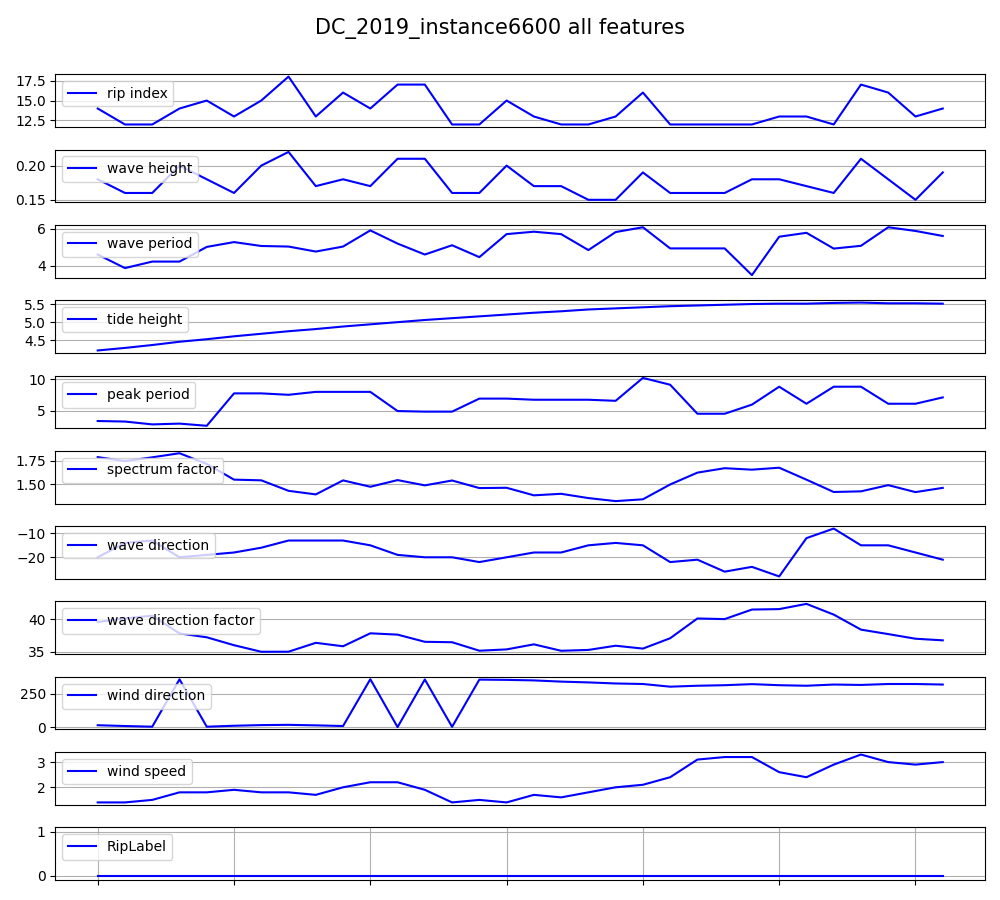 DC_2019_instance6600 all features
17.5
15.0
12.5
rip index
0.20
0.15
wave height
6
4
wave period
5.5
5.0
4.5
tide height
10
5
peak period
1.75
1.50
spectrum factor
−10
−20
wave direction
40
35
wave direction factor
250
0
wind direction
3
2
wind speed
1
0
RipLabel